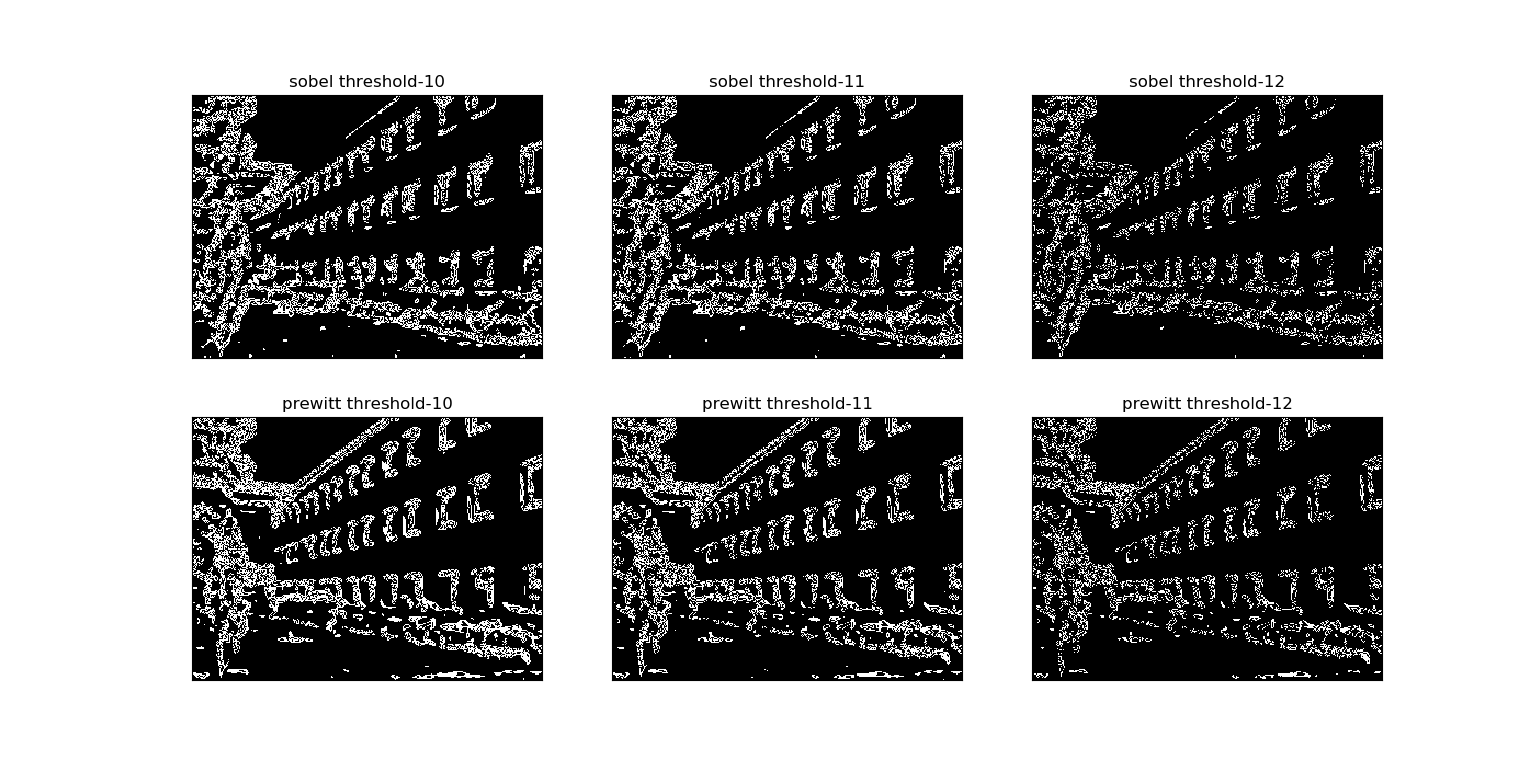 sobel threshold-10
sobel threshold-11
sobel threshold-12
prewitt threshold-10
prewitt threshold-11
prewitt threshold-12